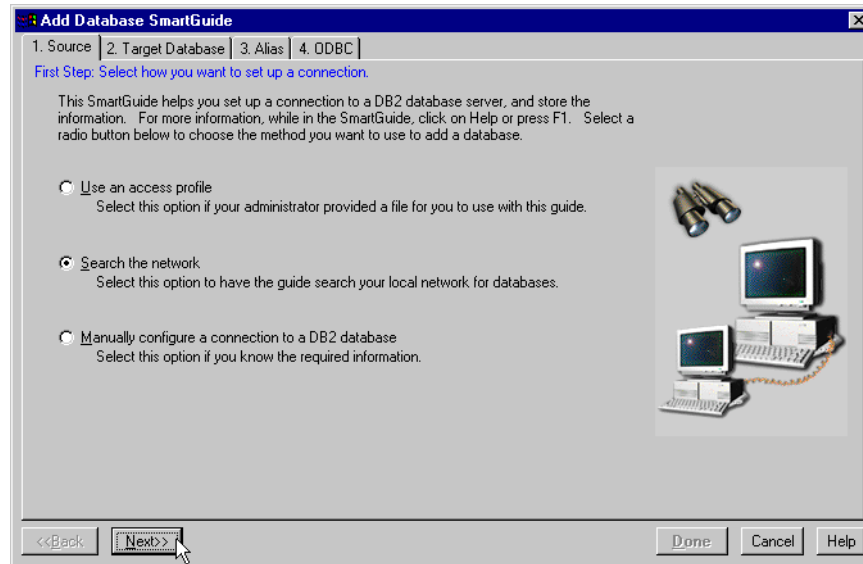 Add Database SmartGuide
1. Source 2. Target Database 3. Alias 4. ODBC
First Step: Select how you want to set up a connection.
This SmartGuide helps you set up a connection to a DB2 database server, and store the
information. For more information, while in the SmartGuide, click on Help or press F1. Select a
radio button below to choose the method you want to use to add a database.
Use an access profile
Select this option if your administrator provided a file for you to use with this guide.
Search the network
Select this option to have the guide search your local network for databases.
Manually configure a connection to a DB2 database
Select this option if you know the required information.
<<Back Next>> Done Cancel Help